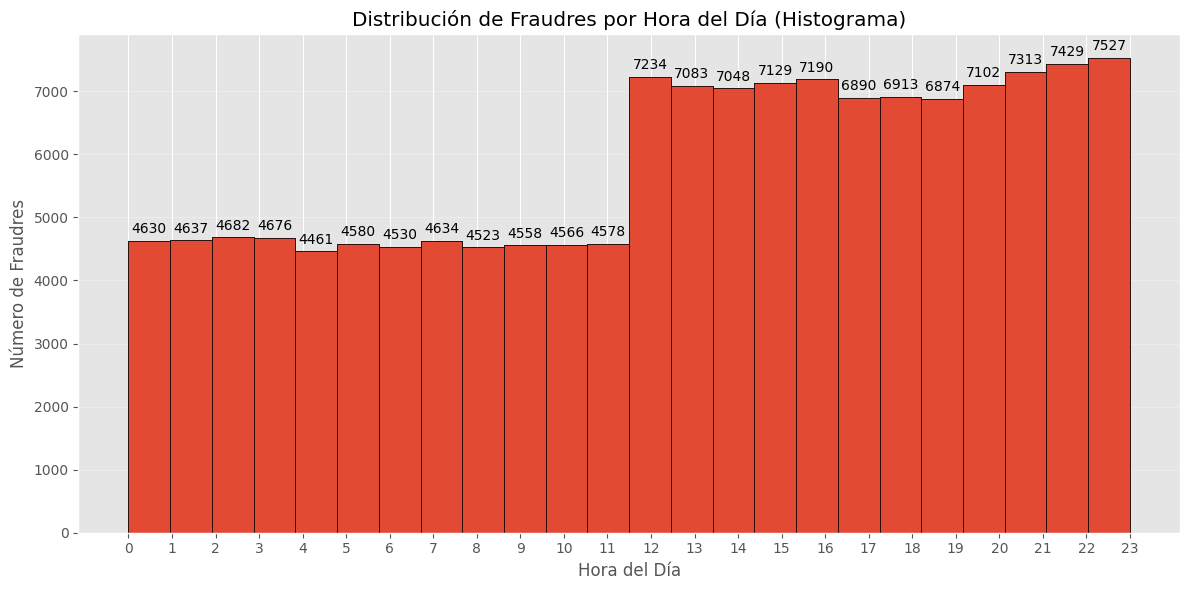 Distribución de Fraudres por Hora del Día (Histograma)
Número de Fraudres
7000
6000
5000
4000
3000
2000
1000
0
4630 4637 4682 4676 4461 4580 4530 4634 4523 4558 4566 4578 7234 7083 7048 7129 7190 6890 6913 6874 7102 7313 7429 7527
0 1 2 3 4 5 6 7 8 9 10 11 12 13 14 15 16 17 18 19 20 21 22 23
Hora del Día